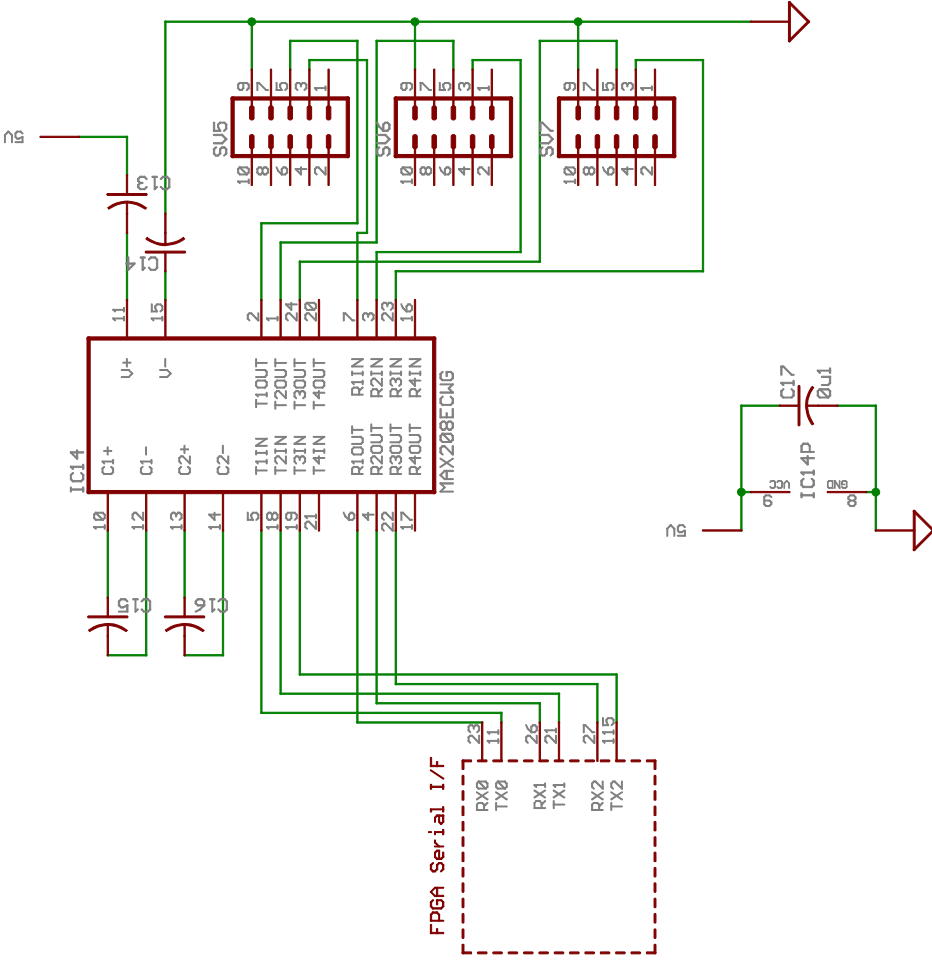 9 7 5 3 1
SV5
10 8 6 4 2
9 7 5 3 1
SV6
10 8 6 4 2
9 7 5 3 1
SV7
10 8 6 4 2
5V
C13
C14
11 15 2 1 24 20 7 3 23 16
V+ V- T1OUT T2OUT T3OUT T4OUT R1IN R2IN R3IN R4IN
IC14
C1+ C1- C2+ C2- T1IN T2IN T3IN T4IN R1OUT R2OUT R3OUT R4OUT
MAX208ECWG
10 12 13 14 5 18 19 21 6 4 22 17
C15
C16
C17
0u1
VCC
9
IC14P
GND
8
5V
23 11 26 21 27 115
RX0 TX0 RX1 TX1 RX2 TX2
FPGA Serial I/F